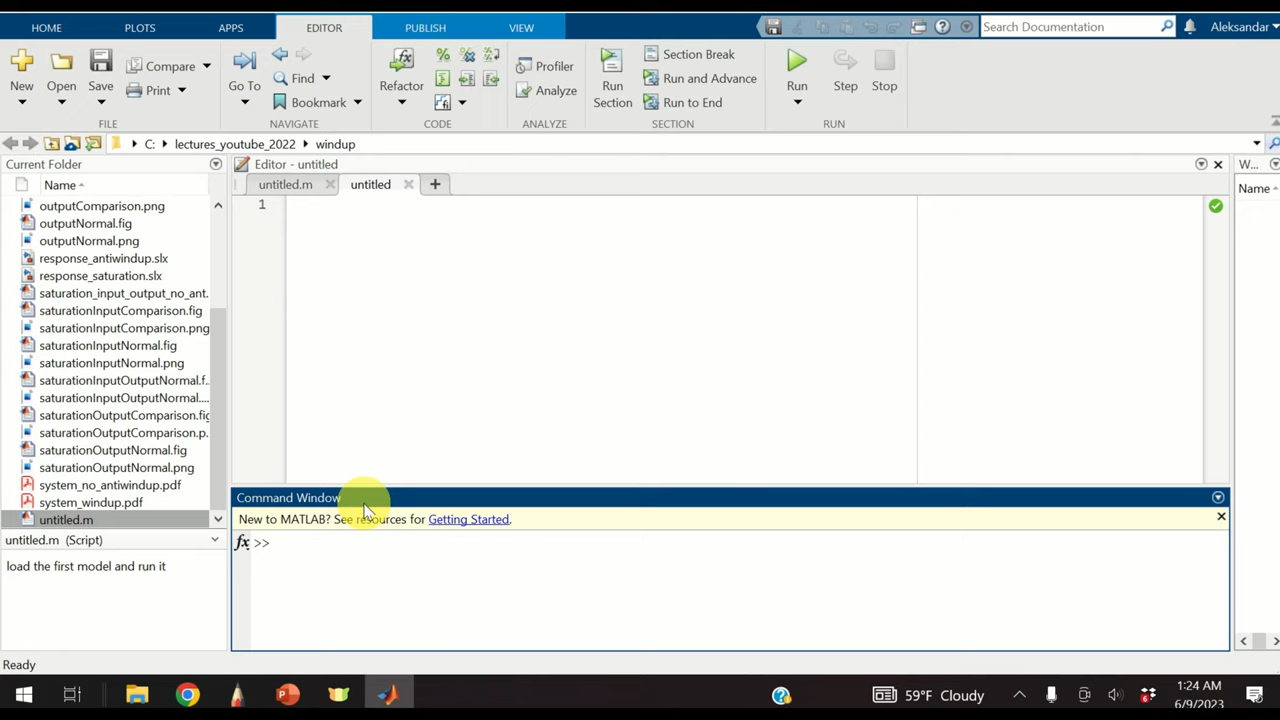 HOME PLOTS APPS EDITOR PUBLISH VIEW Search Documentation Aleksandar
New Open Save Compare Print Go To Find Bookmark Refactor Profiler Analyze Run Section Section Break Run and Advance Run to End Run Step Stop
FILE NAVIGATE CODE ANALYZE SECTION RUN
C: lectures_youtube_2022 windup
Current Folder Editor - untitled W...
Name untitled.m untitled Name
1
outputComparison.png
outputNormal.fig
outputNormal.png
response_antiwindup.slx
response_saturation.slx
saturation_input_output_no_ant.
saturationInputComparison.fig
saturationInputComparison.png
saturationInputNormal.fig
saturationInputNormal.png
saturationInputOutputNormal.f..
saturationInputOutputNormal....
saturationOutputComparison.fig
saturationOutputComparison.p..
saturationOutputNormal.fig
saturationOutputNormal.png
system_no_antiwindup.pdf
system_windup.pdf
untitled.m
untitled.m (Script)
load the first model and run it
Command Window
New to MATLAB? See resources for Getting Started.
fx >>
Ready
59°F Cloudy
1:24 AM
6/9/2023